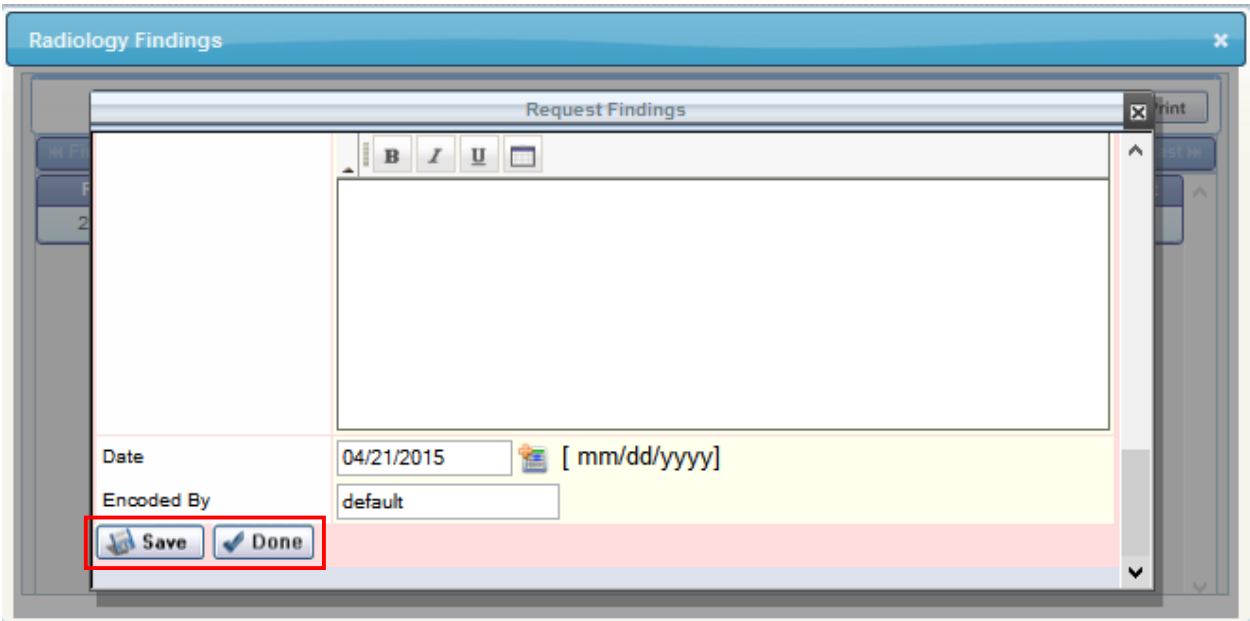 Radiology Findings
Request Findings
Print
B I U
Date 04/21/2015 [ mm/dd/yyyy]
Encoded By default
Save Done